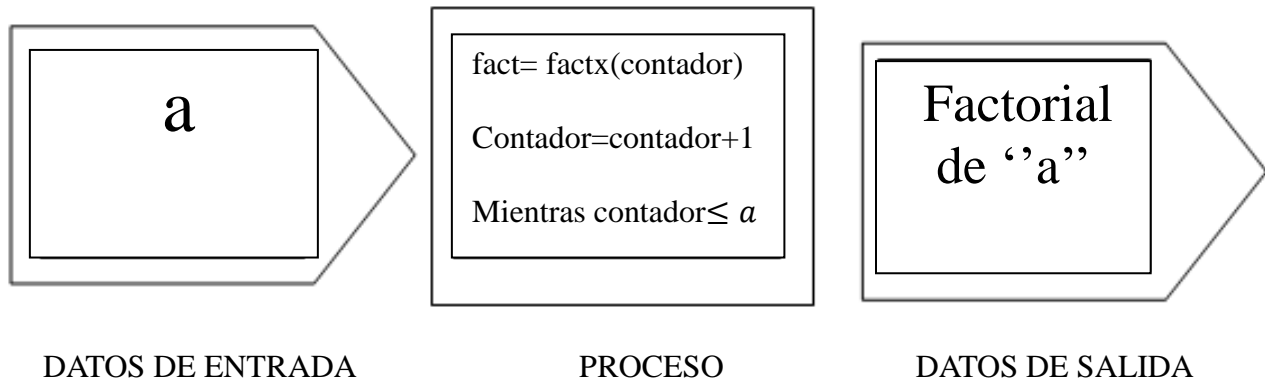 a
fact= factx(contador)
Contador=contador+1
Mientras contador≤ 𝑎
Factorial
de ‘’a’’
DATOS DE ENTRADA
PROCESO
DATOS DE SALIDA